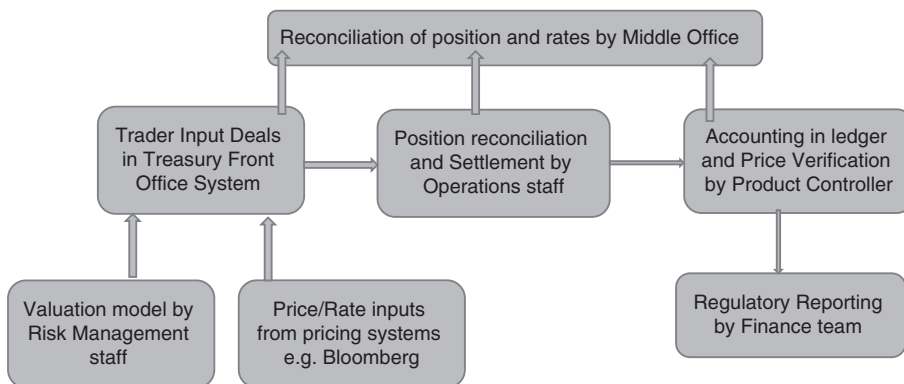 Reconciliation of position and rates by Middle Office
Trader Input Deals
in Treasury Front
Office System
Position reconciliation
and Settlement by
Operations staff
Accounting in ledger
and Price Verification
by Product Controller
Valuation model by
Risk Management
staff
Price/Rate inputs
from pricing systems
e.g. Bloomberg
Regulatory Reporting
by Finance team